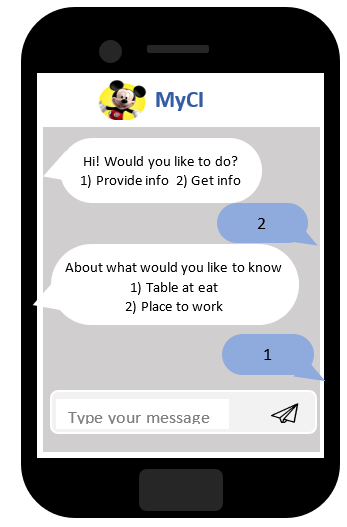 MyCI
Hi! Would you like to do?
1) Provide info 2) Get info
2
About what would you like to know
1) Table at eat
2) Place to work
1
Type your message